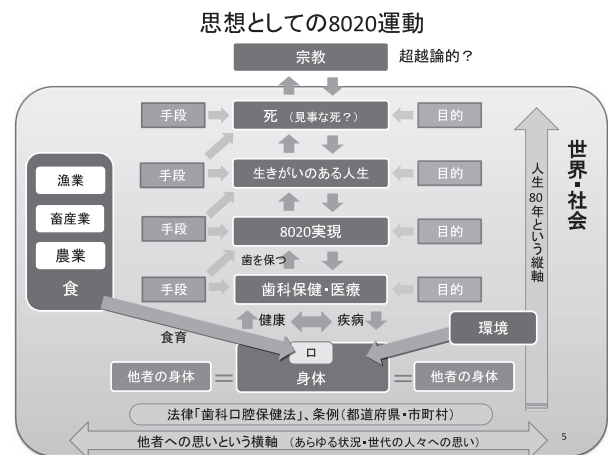 思想としての8020運動
宗教
超越論的？
手段
死（見事な死？）
目的
手段
生きがいのある人生
目的
手段
8020実現
目的
歯を保つ
手段
歯科保健・医療
目的
漁業
畜産業
農業
食
食育
健康
疾病
環境
口
身体
他者の身体
=
=
他者の身体
世界・社会
人生80年という縦軸
法律「歯科口腔保健法」、条例（都道府県・市町村）
他者への思いという横軸（あらゆる状況・世代の人々への思い）
5